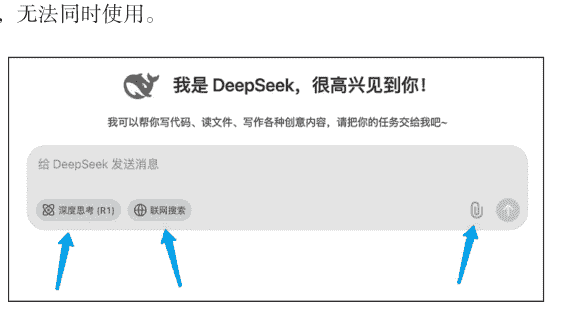 ，无法同时使用。
我是 DeepSeek，很高兴见到你！
我可以帮你写代码、读文件、写作各种创意内容，请把你的任务交给我吧~
给 DeepSeek 发送消息
深度思考 (R1) 联网搜索